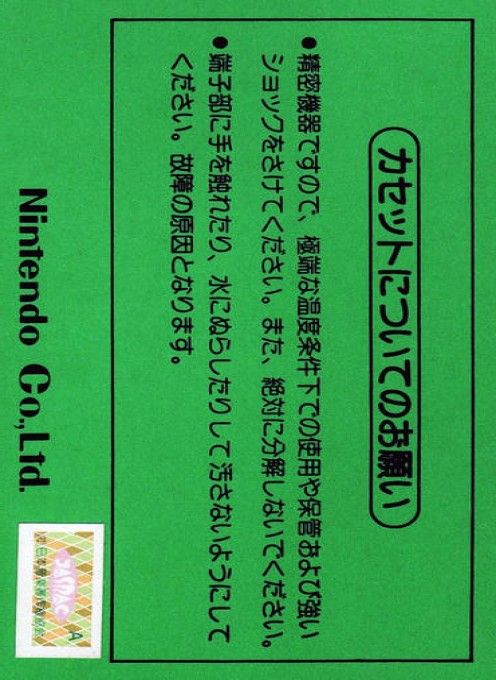 カセットについてのお願い
●精密機器ですので、極端な温度条件下での使用や保管および強い
ショックをさけてください。また、絶対に分解しないでください。
●端子部に手を触れたり、水にぬらしたりして汚さないようにして
ください。故障の原因となります。
Nintendo Co.,Ltd.
JASRAC
A